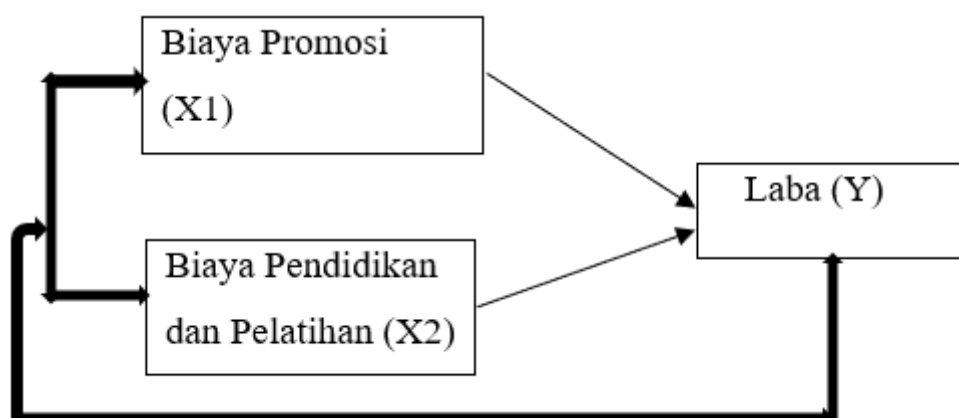 Biaya Promosi
(X1)
Laba (Y)
Biaya Pendidikan
dan Pelatihan (X2)